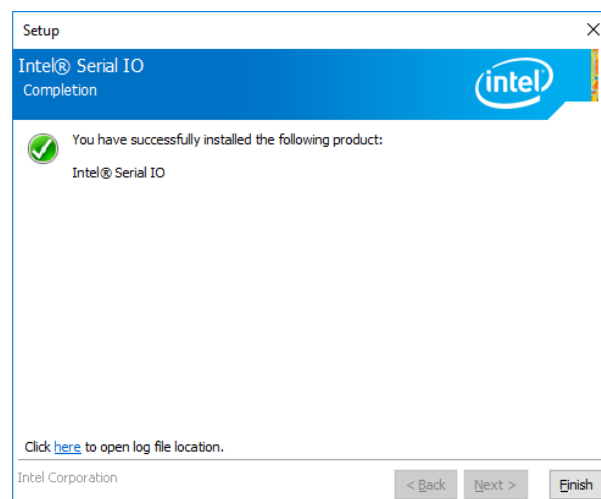 Setup
Intel® Serial IO
Completion
intel
You have successfully installed the following product:
Intel® Serial IO
Click here to open log file location.
Intel Corporation
< Back Next > Finish